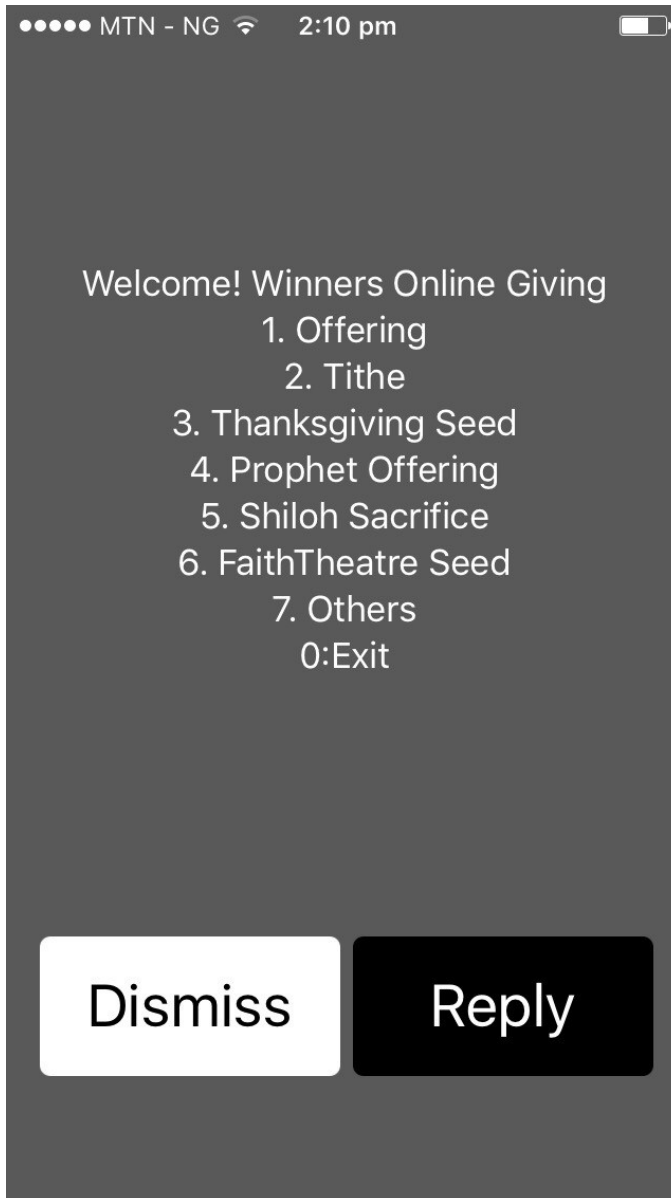 MTN - NG 2:10 pm
Welcome! Winners Online Giving
1. Offering
2. Tithe
3. Thanksgiving Seed
4. Prophet Offering
5. Shiloh Sacrifice
6. FaithTheatre Seed
7. Others
0:Exit
Dismiss Reply